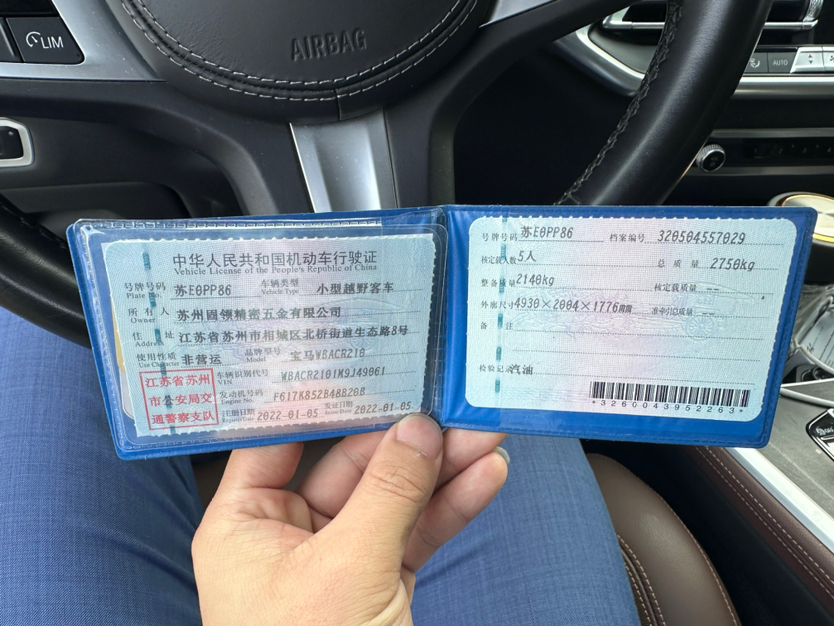 LIM
AIRBAG
AUTO
中华人民共和国机动车行驶证
Vehicle License of the People's Republic of China
号牌号码 苏E0PP86 车辆类型 小型越野客车
Plate No. Vehicle Type
所有人 苏州固领精密五金有限公司
Owner
住址 江苏省苏州市相城区北桥街道生态路8号
Address
使用性质 非营运 品牌型号 宝马WBACR210
Use Character Model
江苏省苏州
市公安局交
通警察支队
车辆识别代号 WBACR2101M9J49061
VIN
发动机号码 F617K852B48B20B
Engine No.
注册日期 2022-01-05 发证日期 2022-01-05
Issue Date
号牌号码 苏E0PP86 档案编号 320504557029
核定载人数 5人 总质量 2750kg
整备质量 2140kg 核定载质量 --
外廓尺寸 4930×2004×1776mm 准牵引总质量 --
备注
检验记录 汽油
*3260043952263*